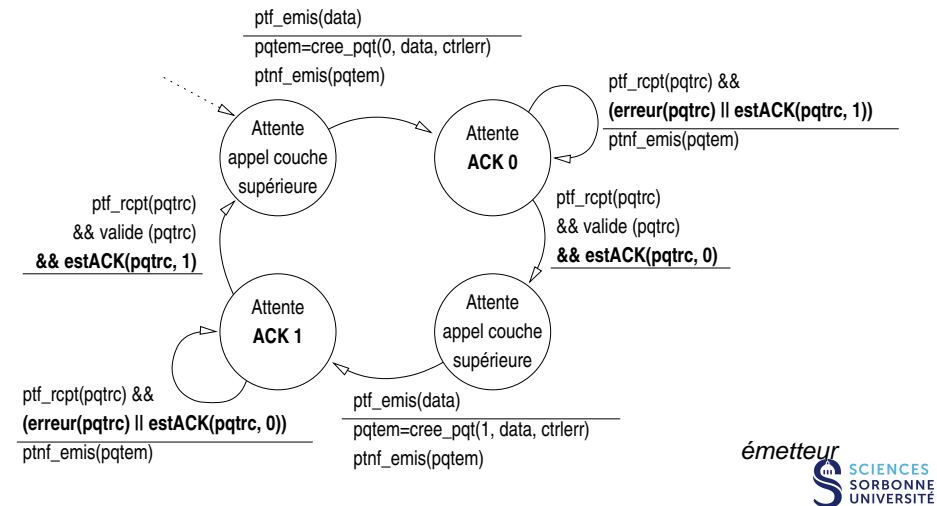 ptf_emis(data)
pqtem=cree_pqt(0, data, ctrlerr)
ptnf_emis(pqtem)
Attente
appel couche
supérieure
Attente
ACK 0
ptf_rcpt(pqtrc) &&
(erreur(pqtrc) || estACK(pqtrc, 1))
ptnf_emis(pqtem)
ptf_rcpt(pqtrc)
&& valide (pqtrc)
&& estACK(pqtrc, 1)
ptf_rcpt(pqtrc)
&& valide (pqtrc)
&& estACK(pqtrc, 0)
Attente
ACK 1
Attente
appel couche
supérieure
ptf_rcpt(pqtrc) &&
(erreur(pqtrc) || estACK(pqtrc, 0))
ptnf_emis(pqtem)
ptf_emis(data)
pqtem=cree_pqt(1, data, ctrlerr)
ptnf_emis(pqtem)
émetteur
SCIENCES
SORBONNE
UNIVERSITÉ